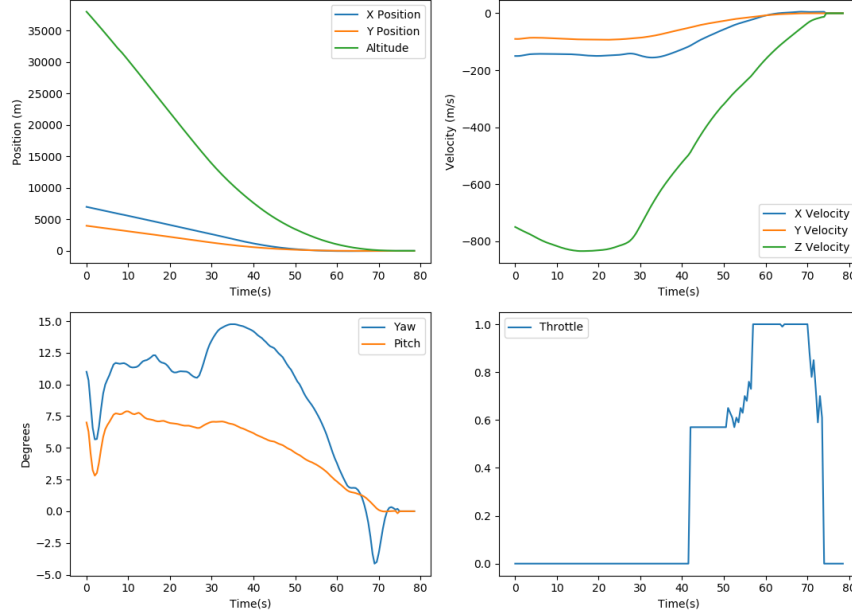 35000
30000
25000
20000
15000
10000
5000
0
Position (m)
X Position
Y Position
Altitude
0 10 20 30 40 50 60 70 80
Time(s)
0
−200
−400
−600
−800
Velocity (m/s)
X Velocity
Y Velocity
Z Velocity
0 10 20 30 40 50 60 70 80
Time(s)
15.0
12.5
10.0
7.5
5.0
2.5
0.0
−2.5
−5.0
Degrees
Yaw
Pitch
0 10 20 30 40 50 60 70 80
Time(s)
1.0
0.8
0.6
0.4
0.2
0.0
Throttle
0 10 20 30 40 50 60 70 80
Time(s)